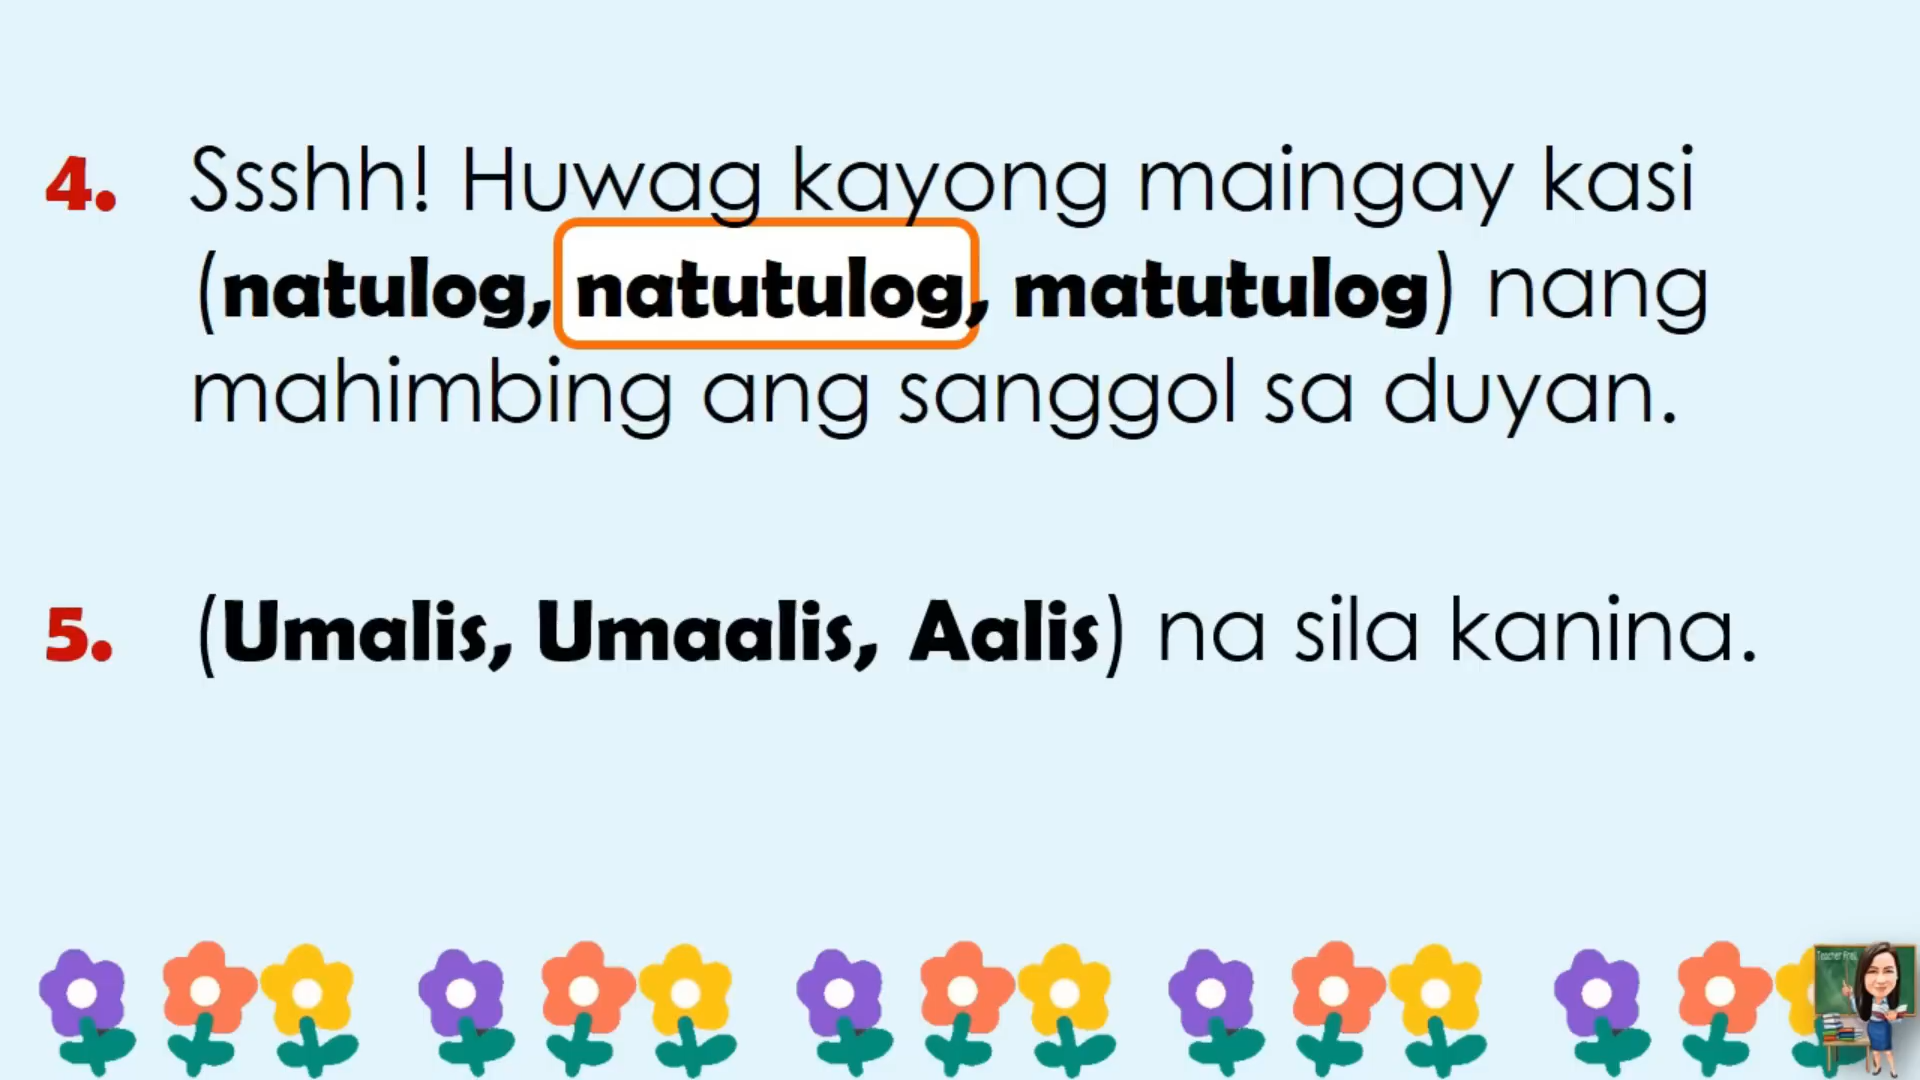 4. Ssshh! Huwag kayong maingay kasi
(natulog, natutulog, matutulog) nang
mahimbing ang sanggol sa duyan.
5. (Umalis, Umaalis, Aalis) na sila kanina.